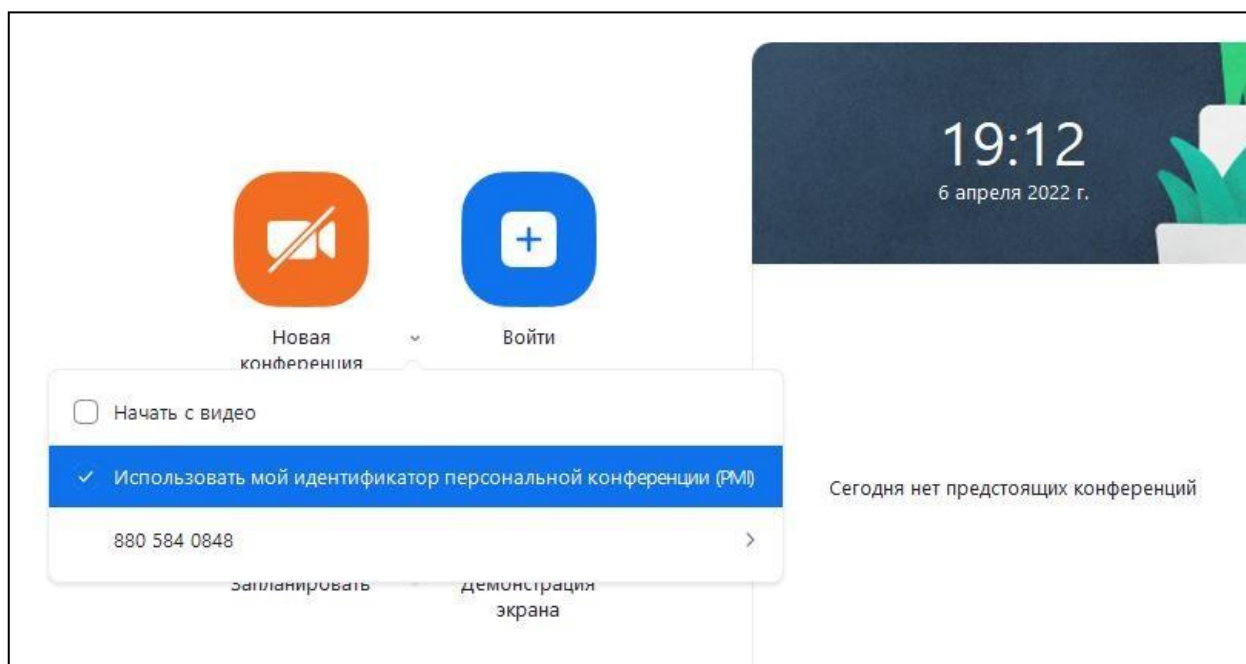 19:12
6 апреля 2022 г.
Новая
конференция
Войти
Начать с видео
Использовать мой идентификатор персональной конференции (PMI)
880 584 0848
Сегодня нет предстоящих конференций
Запланировать
Демонстрация
экрана